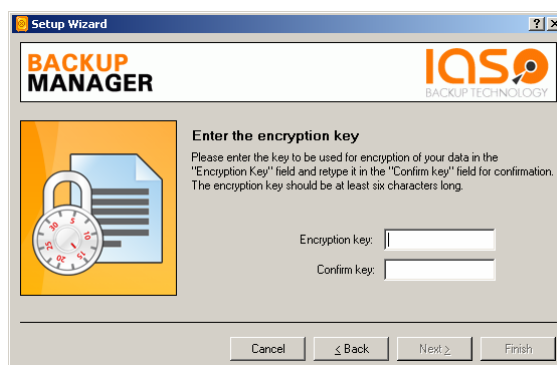 Setup Wizard
BACKUP
MANAGER
IASO
BACKUP TECHNOLOGY
Enter the encryption key
Please enter the key to be used for encryption of your data in the
"Encryption Key" field and retype it in the "Confirm key" field for confirmation.
The encryption key should be at least six characters long.
Encryption key:
Confirm key:
Cancel
< Back
Next >
Finish